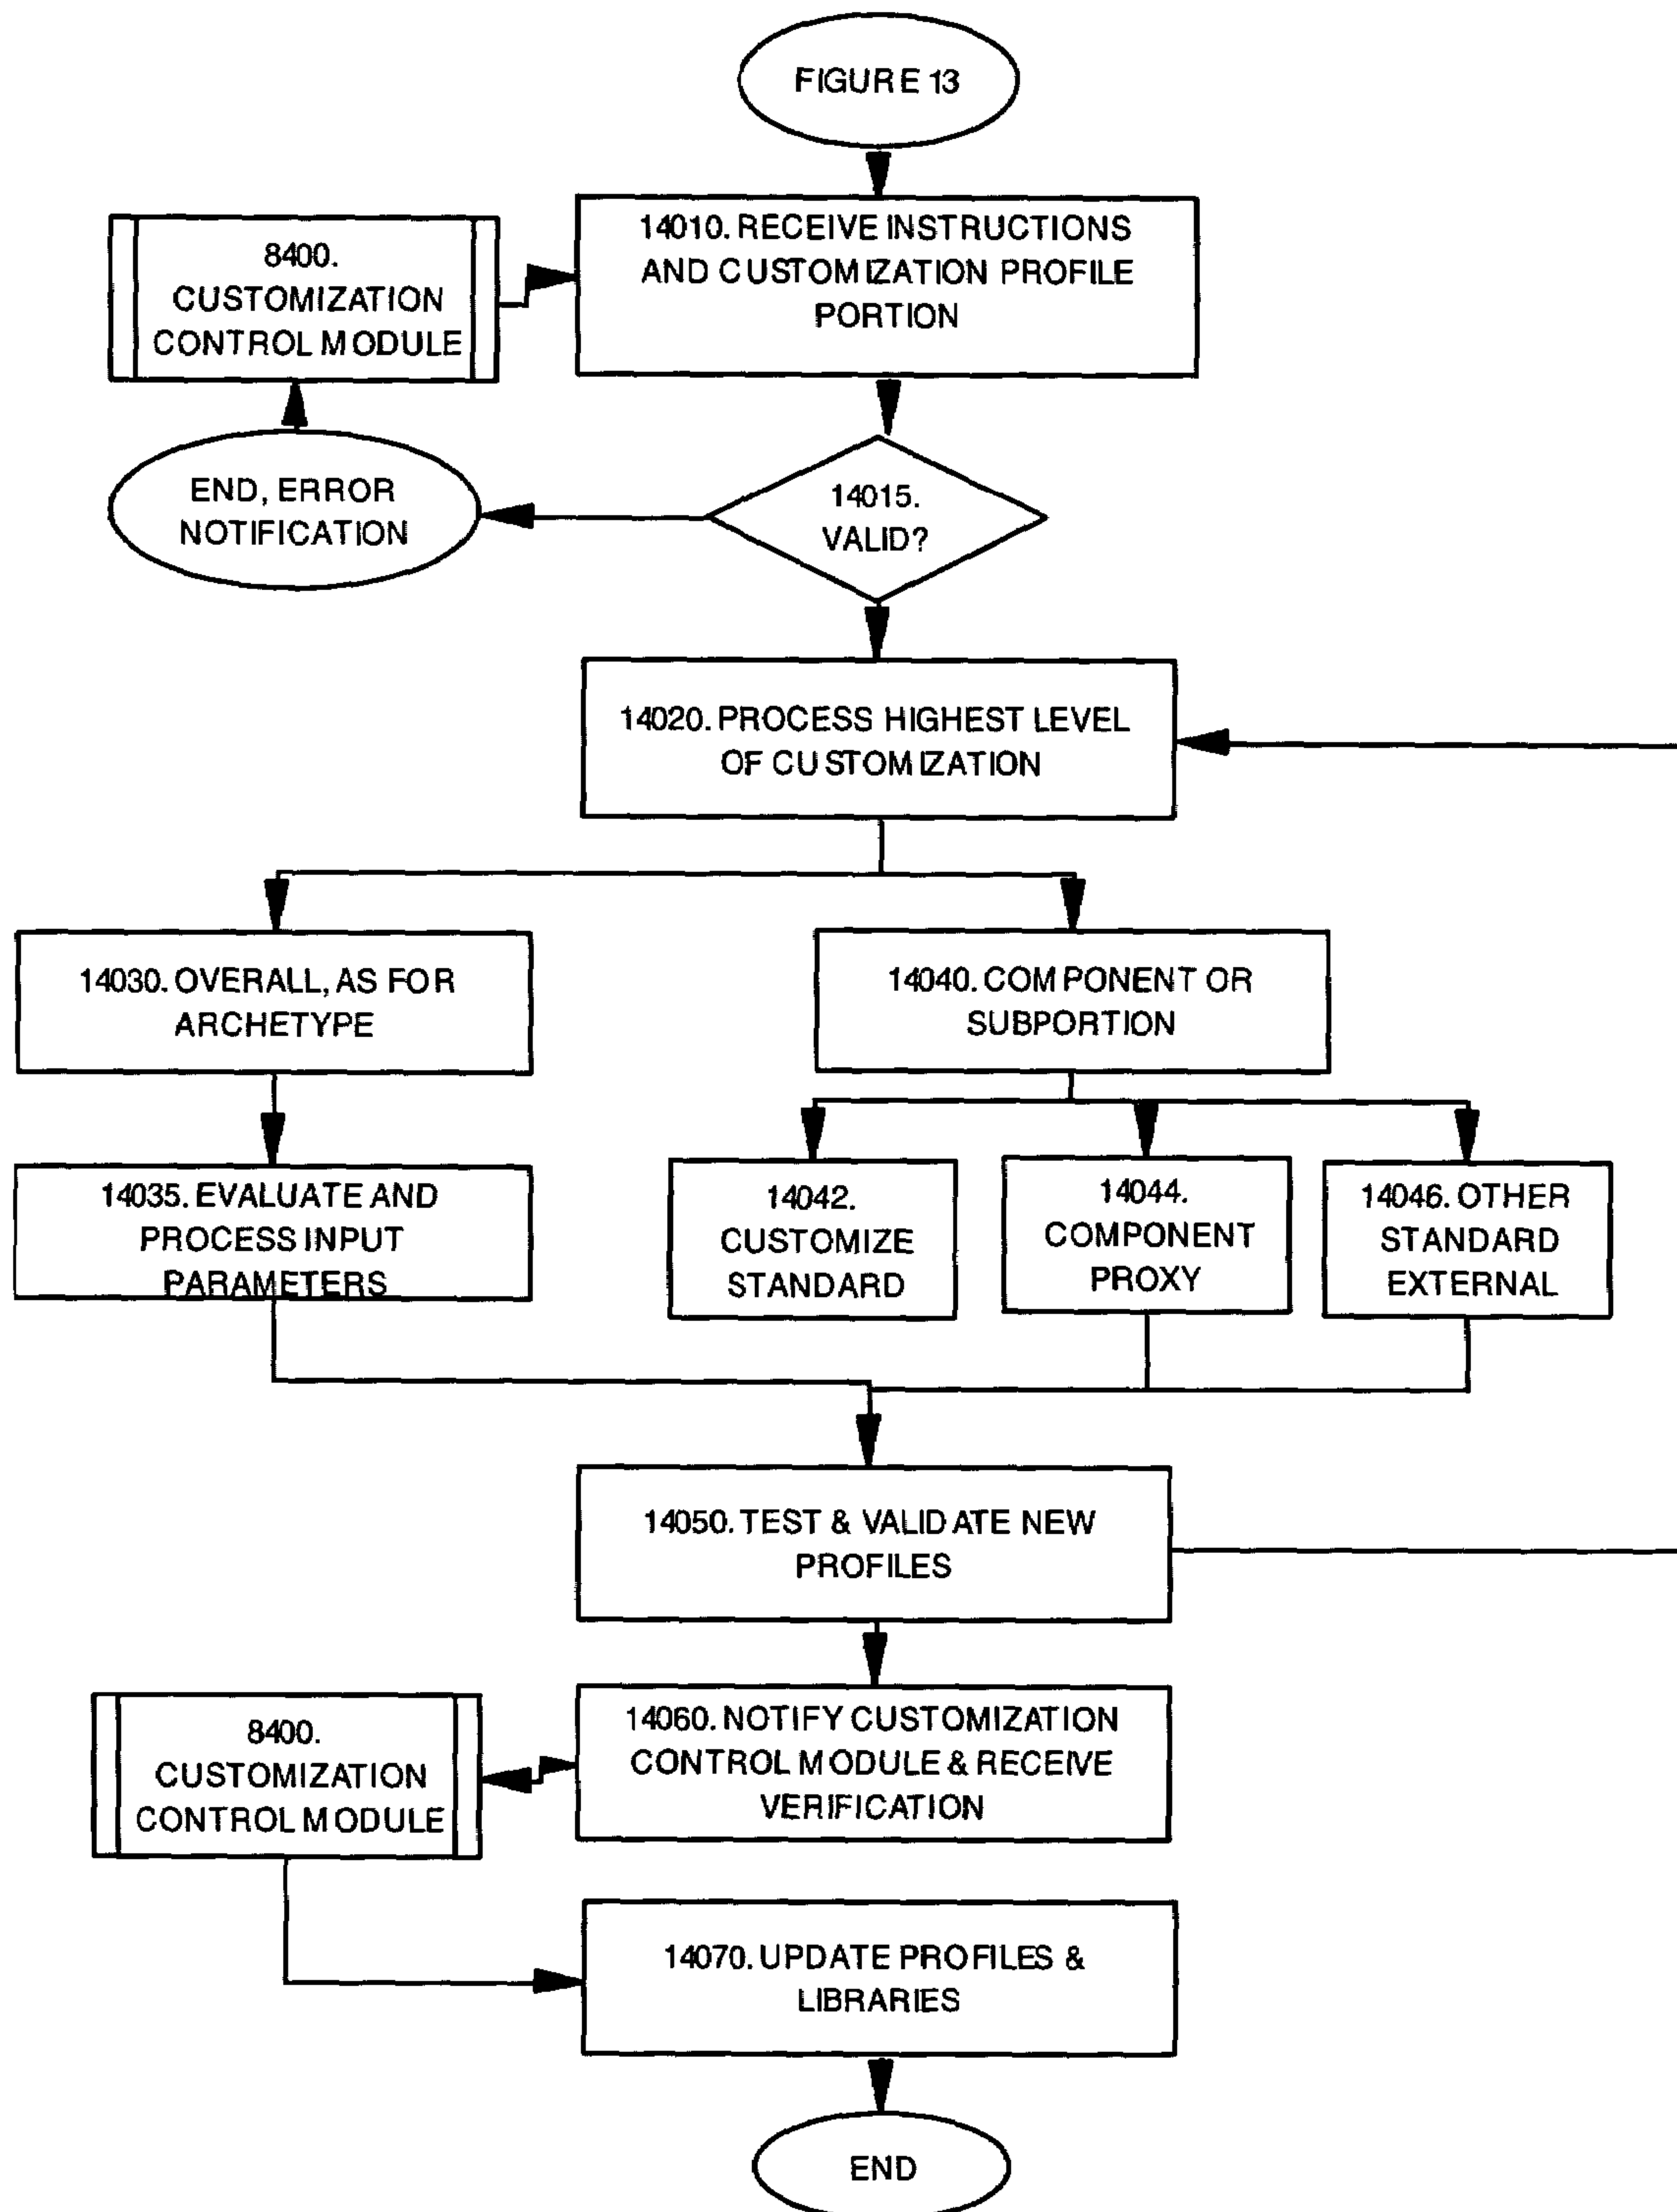 FIGURE 13
14010. RECEIVE INSTRUCTIONS
AND CUSTOMIZATION PROFILE
PORTION
8400.
CUSTOMIZATION
CONTROL MODULE
END, ERROR
NOTIFICATION
14015.
VALID?
14020. PROCESS HIGHEST LEVEL
OF CUSTOMIZATION
14030. OVERALL, AS FOR
ARCHETYPE
14040. COMPONENT OR
SUBPORTION
14035. EVALUATE AND
PROCESS INPUT
PARAMETERS
14042.
CUSTOMIZE
STANDARD
14044.
COMPONENT
PROXY
14046. OTHER
STANDARD
EXTERNAL
14050. TEST & VALIDATE NEW
PROFILES
14060. NOTIFY CUSTOMIZATION
CONTROL MODULE & RECEIVE
VERIFICATION
8400.
CUSTOMIZATION
CONTROL MODULE
14070. UPDATE PROFILES &
LIBRARIES
END